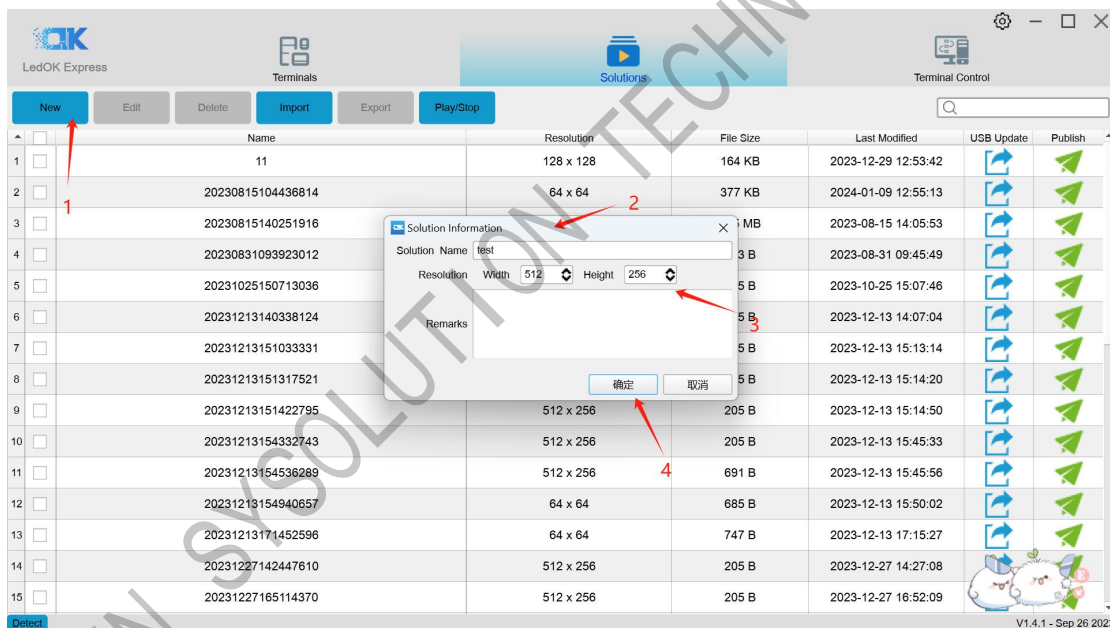 LedOK Express
Terminals
Solutions
Terminal Control
New Edit Delete Import Export Play/Stop
Name Resolution File Size Last Modified USB Update Publish
1 11 128 x 128 164 KB 2023-12-29 12:53:42
2 20230815104436814 64 x 64 377 KB 2024-01-09 12:55:13
1
2
3 20230815140251916 MB 2023-08-15 14:05:53
Solution Information
4 20230831093923012 3 B 2023-08-31 09:45:49
Solution Name test
5 20231025150713036 5 B 2023-10-25 15:07:46
Resolution Width 512 Height 256
6 20231213140338124 5 B 2023-12-13 14:07:04
Remarks
3
7 20231213151033331 5 B 2023-12-13 15:13:14
8 20231213151317521 5 B 2023-12-13 15:14:20
确定 取消
9 20231213151422795 512 x 256 205 B 2023-12-13 15:14:50
10 20231213154332743 512 x 256 205 B 2023-12-13 15:45:33
4
11 20231213154536289 512 x 256 691 B 2023-12-13 15:45:56
12 20231213154940657 64 x 64 685 B 2023-12-13 15:50:02
13 20231213171452596 64 x 64 747 B 2023-12-13 17:15:27
14 20231227142447610 512 x 256 205 B 2023-12-27 14:27:08
15 20231227165114370 512 x 256 205 B 2023-12-27 16:52:09
Detect V1.4.1 - Sep 26 202
SYSOLUTION TECHN